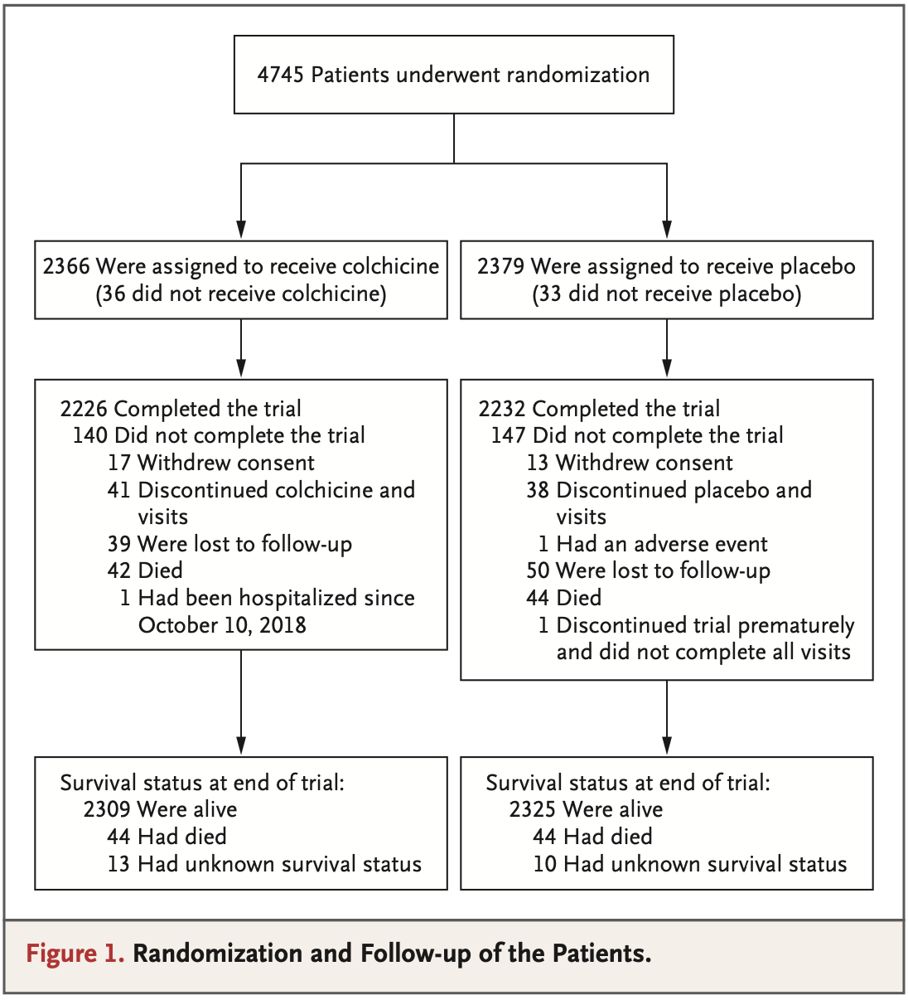 4745 Patients underwent randomization
2366 Were assigned to receive colchicine
(36 did not receive colchicine)
2379 Were assigned to receive placebo
(33 did not receive placebo)
2226 Completed the trial
140 Did not complete the trial
17 Withdrew consent
41 Discontinued colchicine and
visits
39 Were lost to follow-up
42 Died
1 Had been hospitalized since
October 10, 2018
2232 Completed the trial
147 Did not complete the trial
13 Withdrew consent
38 Discontinued placebo and
visits
1 Had an adverse event
50 Were lost to follow-up
44 Died
1 Discontinued trial prematurely
and did not complete all visits
Survival status at end of trial:
2309 Were alive
44 Had died
13 Had unknown survival status
Survival status at end of trial:
2325 Were alive
44 Had died
10 Had unknown survival status
Figure 1. Randomization and Follow-up of the Patients.